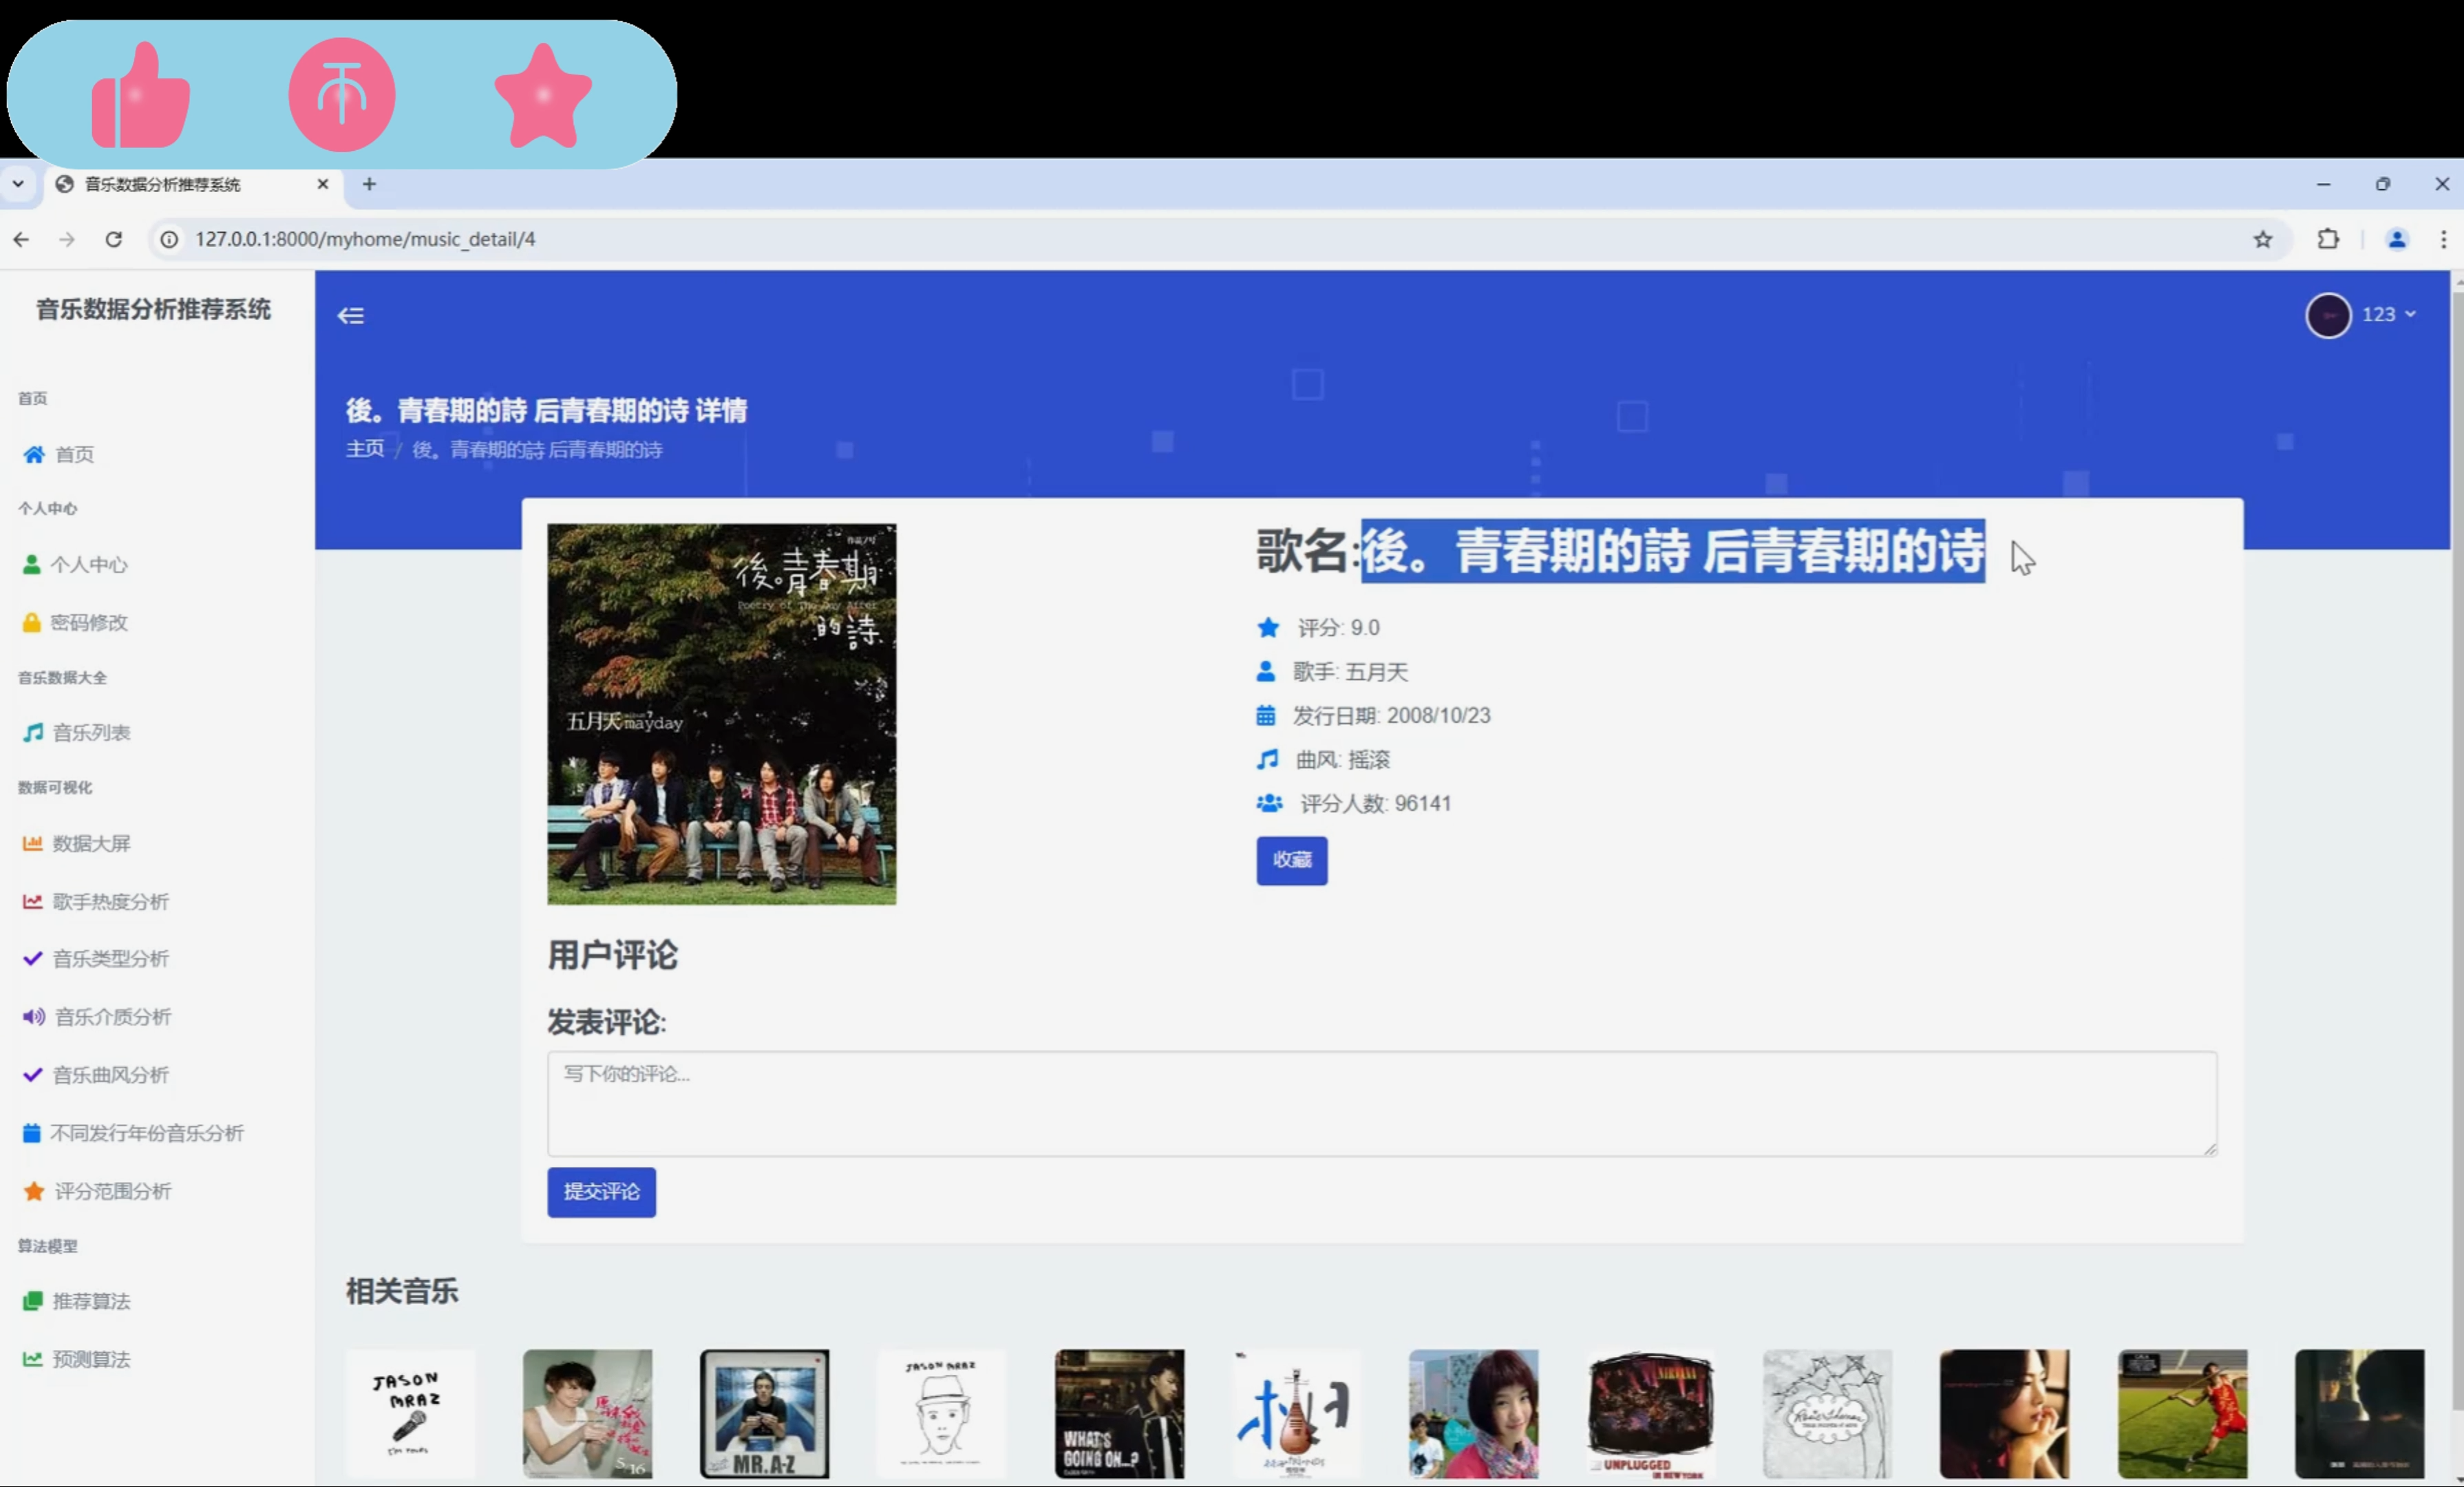 音乐数据分析推荐系统
127.0.0.1:8000/myhome/music_detail/4
音乐数据分析推荐系统
123
首页
首页
个人中心
个人中心
密码修改
音乐数据大全
音乐列表
数据可视化
数据大屏
歌手热度分析
音乐类型分析
音乐介质分析
音乐曲风分析
不同发行年份音乐分析
评分范围分析
算法模型
推荐算法
预测算法
後。青春期的詩 后青春期的诗 详情
主页 / 後。青春期的詩 后青春期的诗
後。青春期
Poetry of The Day After
的詩
五月天 mayday
歌名:後。青春期的詩 后青春期的诗
评分: 9.0
歌手: 五月天
发行日期: 2008/10/23
曲风: 摇滚
评分人数: 96141
收藏
用户评论
发表评论:
写下你的评论...
提交评论
相关音乐
JASON
MRAZ
5/16
MR.A-Z
JASON MRAZ
WHAT'S
GOING ON...?
NIRVANA
UNPLUGGED
IN NEW YORK